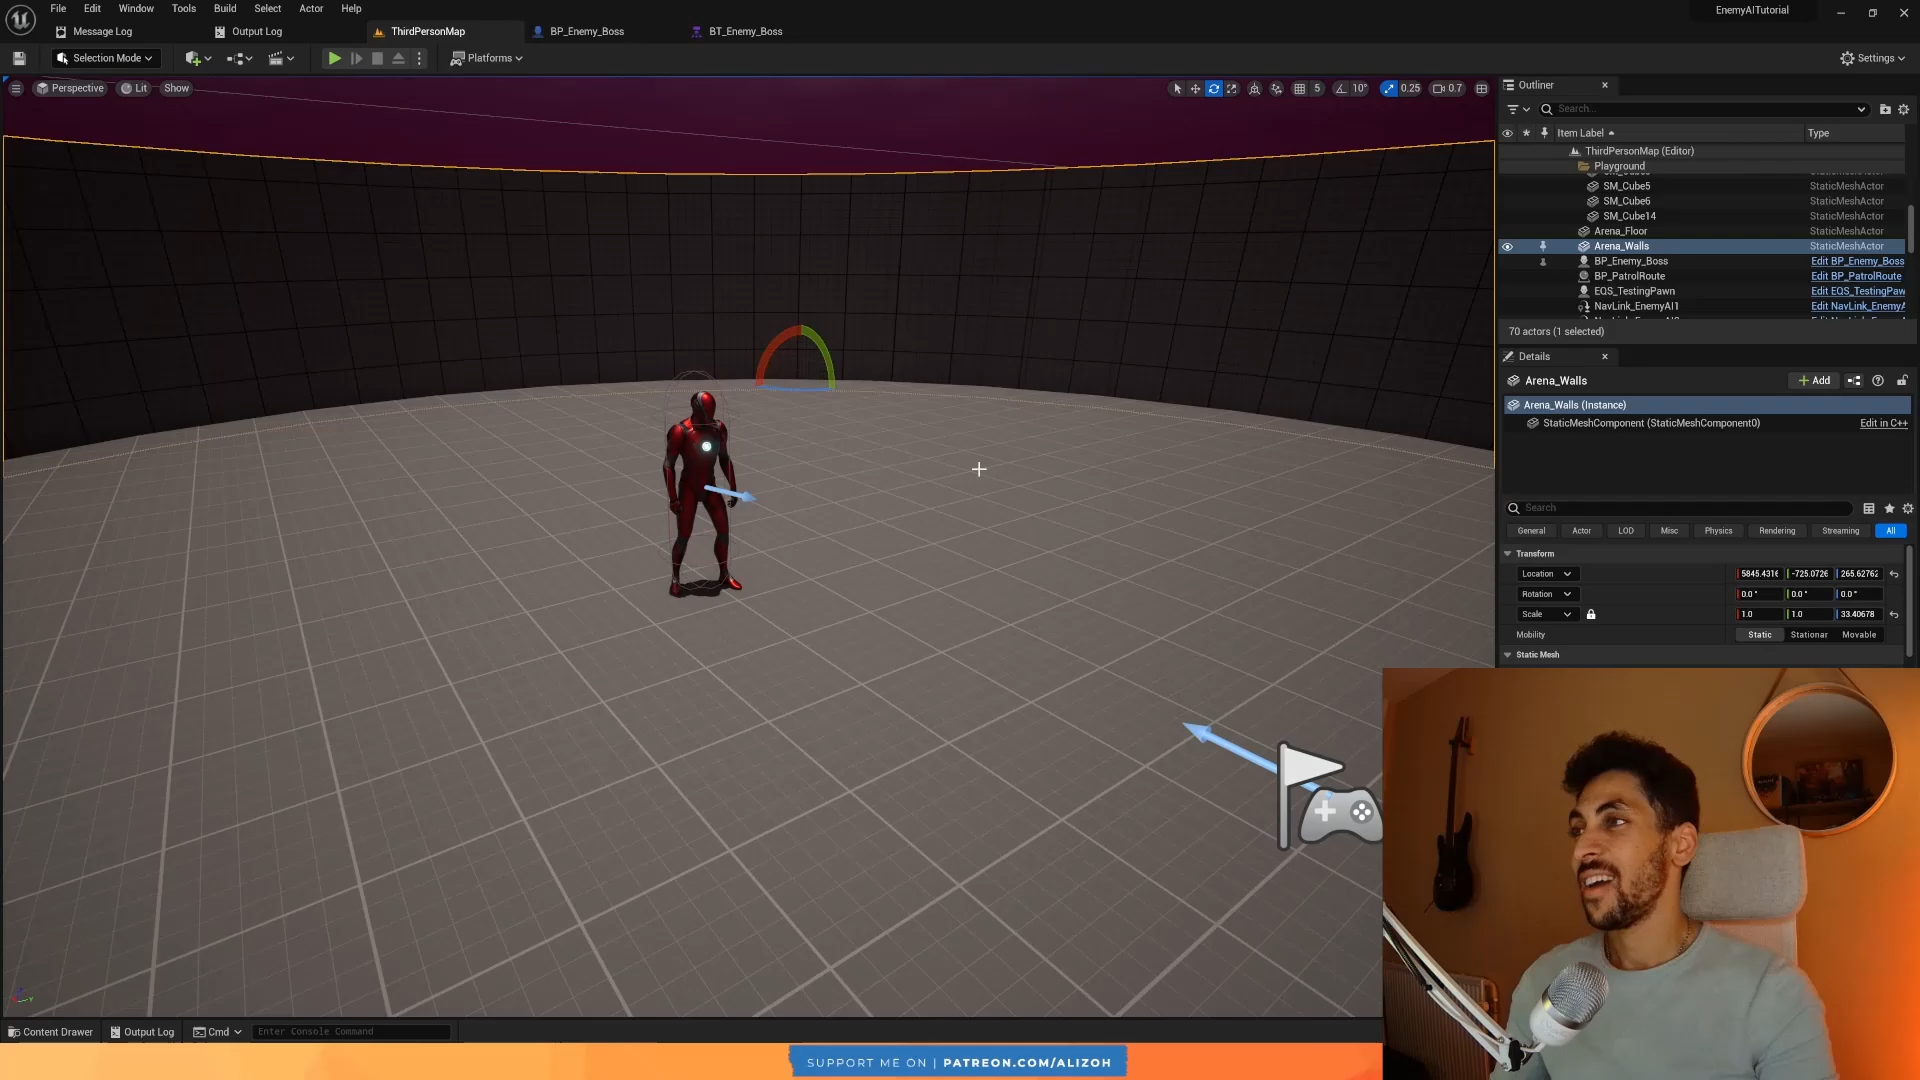 File Edit Window Tools Build Select Actor Help
EnemyAITutorial
Message Log
Output Log
ThirdPersonMap
BP_Enemy_Boss
BT_Enemy_Boss
Selection Mode
Platforms
Settings
Perspective
Lit
Show
5
10°
0.25
0.7
Outliner
Search...
Item Label
Type
ThirdPersonMap (Editor)
Playground
SM_Cube5 StaticMeshActor
SM_Cube6 StaticMeshActor
SM_Cube14 StaticMeshActor
Arena_Floor StaticMeshActor
Arena_Walls StaticMeshActor
BP_Enemy_Boss Edit BP_Enemy_Boss
BP_PatrolRoute Edit BP_PatrolRoute
EQS_TestingPawn Edit EQS_TestingPaw
NavLink_EnemyAI1 Edit NavLink_EnemyA
70 actors (1 selected)
Details
Arena_Walls
Add
Arena_Walls (Instance)
StaticMeshComponent (StaticMeshComponent0) Edit in C++
Search
General Actor LOD Misc Physics Rendering Streaming All
Transform
Location 5845.4316 -725.0726 265.62762
Rotation 0.0° 0.0° 0.0°
Scale 1.0 1.0 33.40678
Mobility Static Stationar Movable
Static Mesh
Content Drawer
Output Log
Cmd
Enter Console Command
SUPPORT ME ON | PATREON.COM/ALIZOH